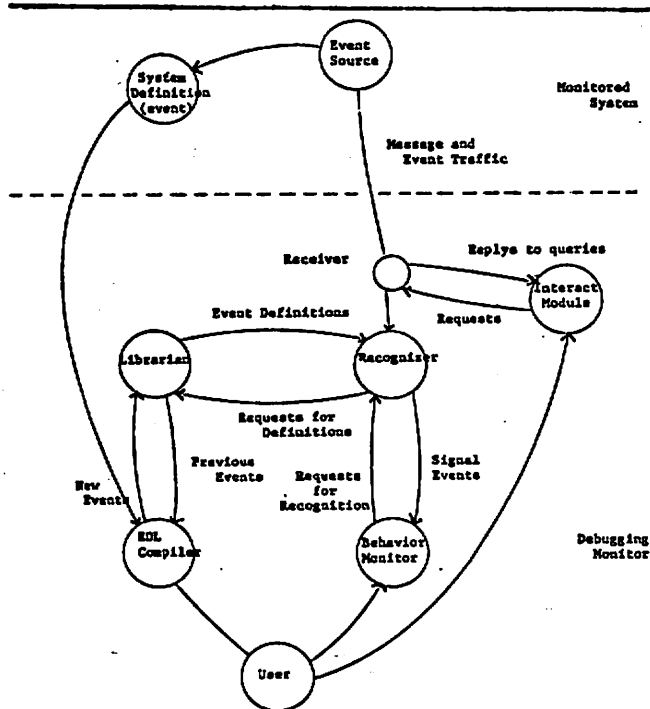 Event
Source
System
Definition
(event)
Monitored
System
Message and
Event Traffic
Receiver
Replys to queries
Interact
Module
Requests
Event Definitions
Librarian
Recognizer
Requests for
Definitions
Previous
Events
Requests
for
Recognition
Signal
Events
New
Events
EDL
Compiler
Behavior
Monitor
Debugging
Monitor
User